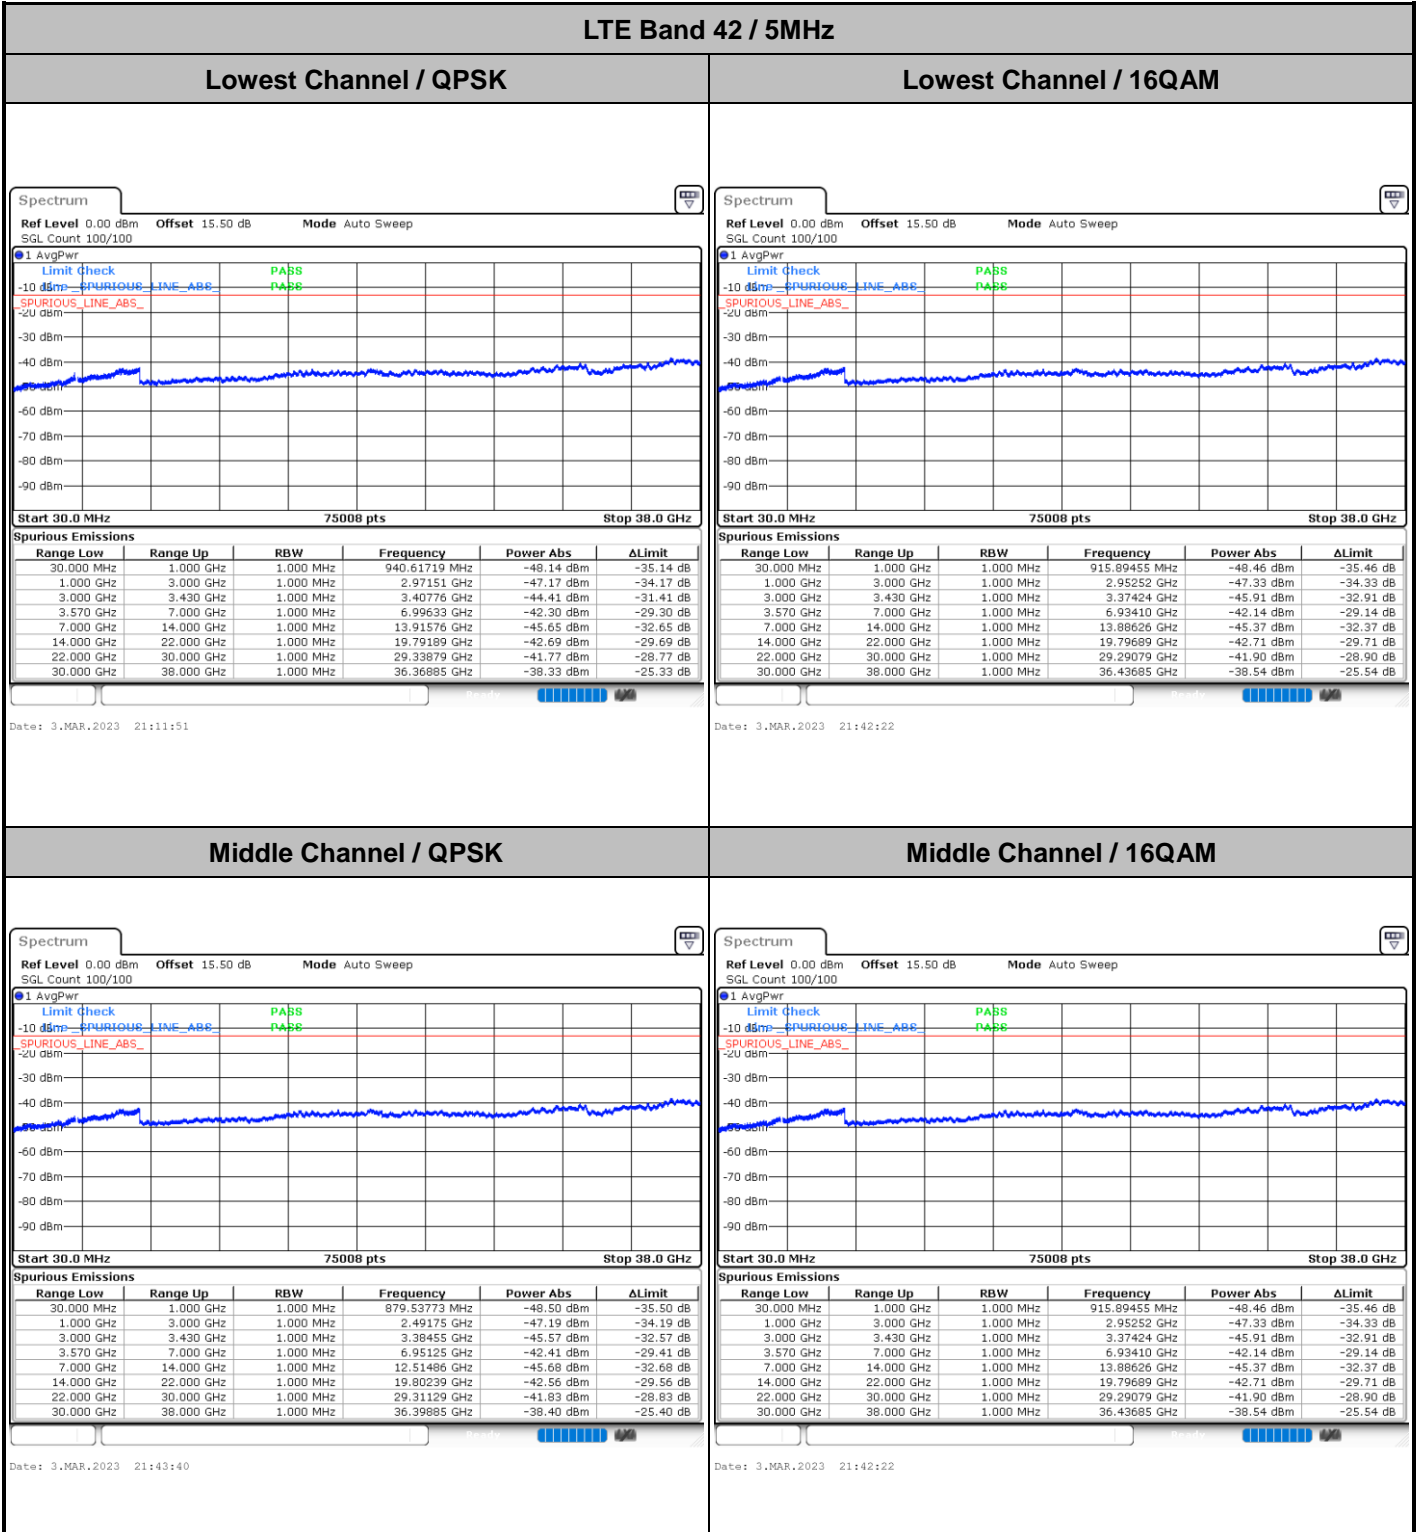 LTE Band 42 / 5MHz
Lowest Channel / QPSK
Lowest Channel / 16QAM
Spectrum
Ref Level 0.00 dBm Offset 15.50 dB Mode Auto Sweep
SGL Count 100/100
1 AvgPwr
Limit Check PASS
Line _SPURIOUS_LINE_ABS_ PASS
-10 dBm
_SPURIOUS_LINE_ABS_
-20 dBm
-30 dBm
-40 dBm
-50 dBm
-60 dBm
-70 dBm
-80 dBm
-90 dBm
Start 30.0 MHz 75008 pts Stop 38.0 GHz
Spurious Emissions
Range Low Range Up RBW Frequency Power Abs ΔLimit
30.000 MHz 1.000 GHz 1.000 MHz 940.61719 MHz -48.14 dBm -35.14 dB
1.000 GHz 3.000 GHz 1.000 MHz 2.97151 GHz -47.17 dBm -34.17 dB
3.000 GHz 3.430 GHz 1.000 MHz 3.40776 GHz -44.41 dBm -31.41 dB
3.570 GHz 7.000 GHz 1.000 MHz 6.99633 GHz -42.30 dBm -29.30 dB
7.000 GHz 14.000 GHz 1.000 MHz 13.91576 GHz -45.65 dBm -32.65 dB
14.000 GHz 22.000 GHz 1.000 MHz 19.79189 GHz -42.69 dBm -29.69 dB
22.000 GHz 30.000 GHz 1.000 MHz 29.33879 GHz -41.77 dBm -28.77 dB
30.000 GHz 38.000 GHz 1.000 MHz 36.36885 GHz -38.33 dBm -25.33 dB
Ready
Date: 3.MAR.2023 21:11:51
Spectrum
Ref Level 0.00 dBm Offset 15.50 dB Mode Auto Sweep
SGL Count 100/100
1 AvgPwr
Limit Check PASS
Line _SPURIOUS_LINE_ABS_ PASS
-10 dBm
_SPURIOUS_LINE_ABS_
-20 dBm
-30 dBm
-40 dBm
-50 dBm
-60 dBm
-70 dBm
-80 dBm
-90 dBm
Start 30.0 MHz 75008 pts Stop 38.0 GHz
Spurious Emissions
Range Low Range Up RBW Frequency Power Abs ΔLimit
30.000 MHz 1.000 GHz 1.000 MHz 915.89455 MHz -48.46 dBm -35.46 dB
1.000 GHz 3.000 GHz 1.000 MHz 2.95252 GHz -47.33 dBm -34.33 dB
3.000 GHz 3.430 GHz 1.000 MHz 3.37424 GHz -45.91 dBm -32.91 dB
3.570 GHz 7.000 GHz 1.000 MHz 6.93410 GHz -42.14 dBm -29.14 dB
7.000 GHz 14.000 GHz 1.000 MHz 13.88626 GHz -45.37 dBm -32.37 dB
14.000 GHz 22.000 GHz 1.000 MHz 19.79689 GHz -42.71 dBm -29.71 dB
22.000 GHz 30.000 GHz 1.000 MHz 29.29079 GHz -41.90 dBm -28.90 dB
30.000 GHz 38.000 GHz 1.000 MHz 36.43685 GHz -38.54 dBm -25.54 dB
Ready
Date: 3.MAR.2023 21:42:22
Middle Channel / QPSK
Middle Channel / 16QAM
Spectrum
Ref Level 0.00 dBm Offset 15.50 dB Mode Auto Sweep
SGL Count 100/100
1 AvgPwr
Limit Check PASS
Line _SPURIOUS_LINE_ABS_ PASS
-10 dBm
_SPURIOUS_LINE_ABS_
-20 dBm
-30 dBm
-40 dBm
-50 dBm
-60 dBm
-70 dBm
-80 dBm
-90 dBm
Start 30.0 MHz 75008 pts Stop 38.0 GHz
Spurious Emissions
Range Low Range Up RBW Frequency Power Abs ΔLimit
30.000 MHz 1.000 GHz 1.000 MHz 879.53773 MHz -48.50 dBm -35.50 dB
1.000 GHz 3.000 GHz 1.000 MHz 2.49175 GHz -47.19 dBm -34.19 dB
3.000 GHz 3.430 GHz 1.000 MHz 3.38455 GHz -45.57 dBm -32.57 dB
3.570 GHz 7.000 GHz 1.000 MHz 6.95125 GHz -42.41 dBm -29.41 dB
7.000 GHz 14.000 GHz 1.000 MHz 12.51486 GHz -45.68 dBm -32.68 dB
14.000 GHz 22.000 GHz 1.000 MHz 19.80239 GHz -42.56 dBm -29.56 dB
22.000 GHz 30.000 GHz 1.000 MHz 29.31129 GHz -41.83 dBm -28.83 dB
30.000 GHz 38.000 GHz 1.000 MHz 36.39885 GHz -38.40 dBm -25.40 dB
Ready
Date: 3.MAR.2023 21:43:40
Spectrum
Ref Level 0.00 dBm Offset 15.50 dB Mode Auto Sweep
SGL Count 100/100
1 AvgPwr
Limit Check PASS
Line _SPURIOUS_LINE_ABS_ PASS
-10 dBm
_SPURIOUS_LINE_ABS_
-20 dBm
-30 dBm
-40 dBm
-50 dBm
-60 dBm
-70 dBm
-80 dBm
-90 dBm
Start 30.0 MHz 75008 pts Stop 38.0 GHz
Spurious Emissions
Range Low Range Up RBW Frequency Power Abs ΔLimit
30.000 MHz 1.000 GHz 1.000 MHz 915.89455 MHz -48.46 dBm -35.46 dB
1.000 GHz 3.000 GHz 1.000 MHz 2.95252 GHz -47.33 dBm -34.33 dB
3.000 GHz 3.430 GHz 1.000 MHz 3.37424 GHz -45.91 dBm -32.91 dB
3.570 GHz 7.000 GHz 1.000 MHz 6.93410 GHz -42.14 dBm -29.14 dB
7.000 GHz 14.000 GHz 1.000 MHz 13.88626 GHz -45.37 dBm -32.37 dB
14.000 GHz 22.000 GHz 1.000 MHz 19.79689 GHz -42.71 dBm -29.71 dB
22.000 GHz 30.000 GHz 1.000 MHz 29.29079 GHz -41.90 dBm -28.90 dB
30.000 GHz 38.000 GHz 1.000 MHz 36.43685 GHz -38.54 dBm -25.54 dB
Ready
Date: 3.MAR.2023 21:42:22